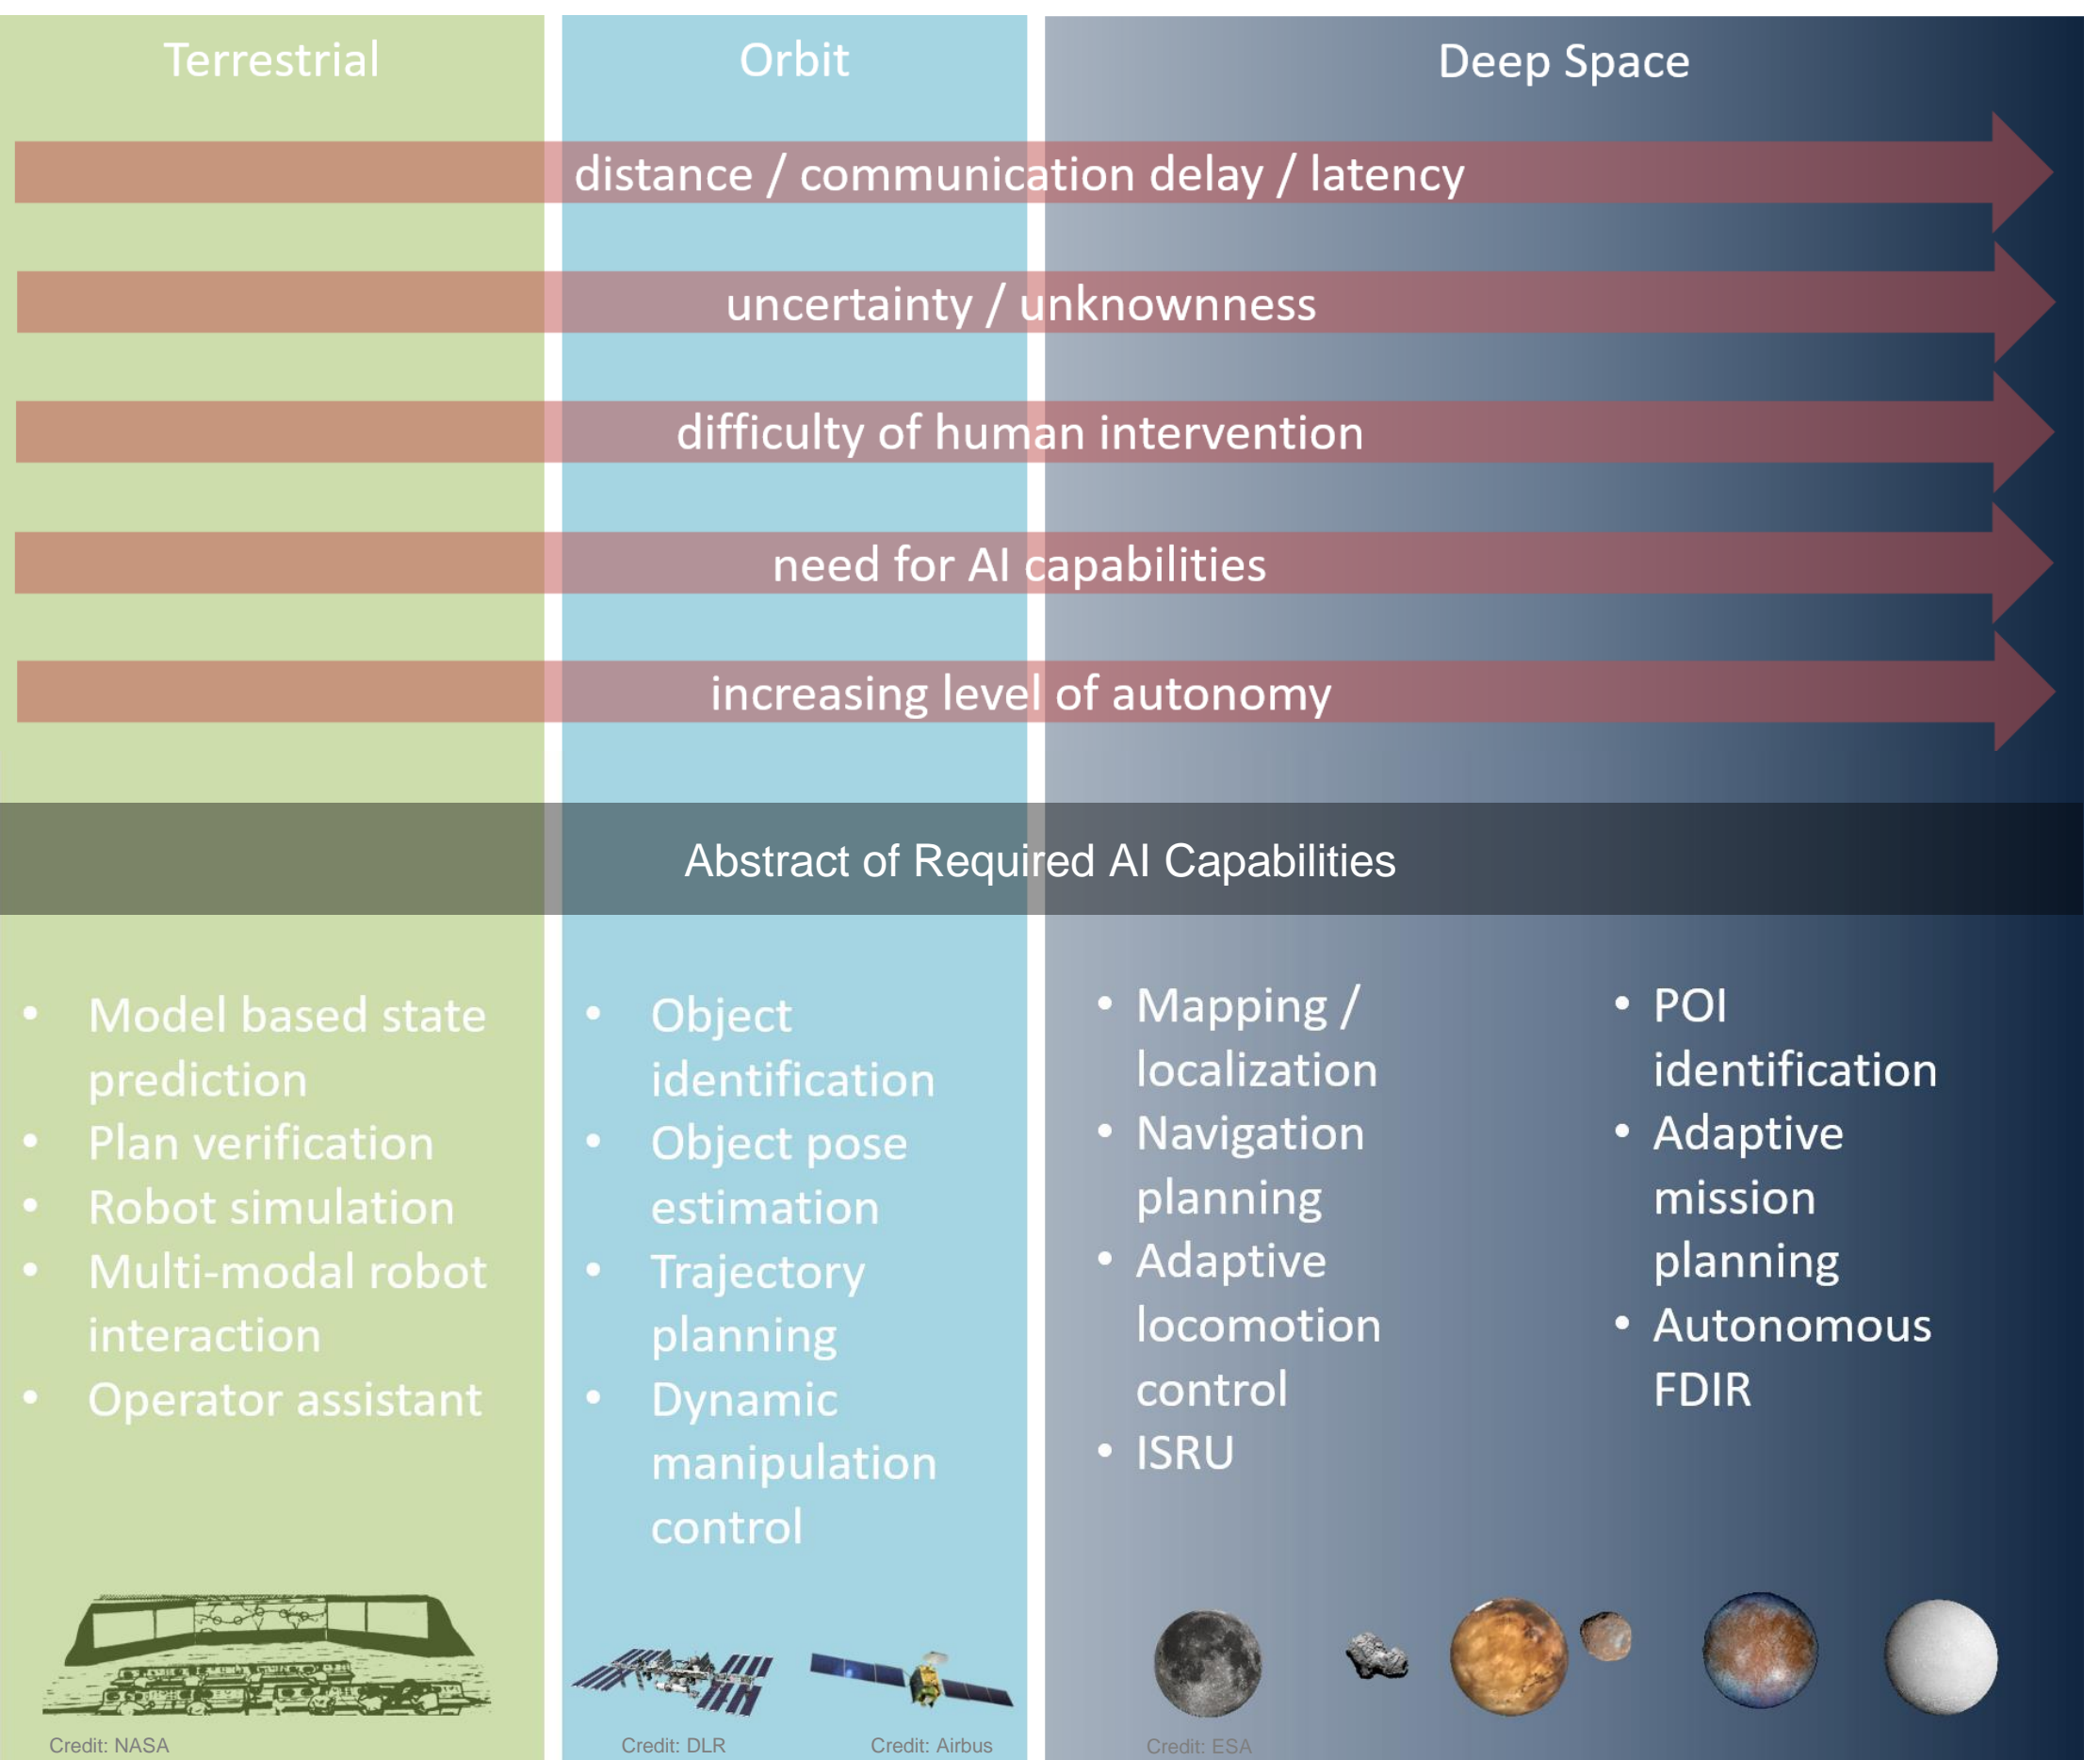 Terrestrial
Orbit
Deep Space
distance / communication delay / latency
uncertainty / unknownness
difficulty of human intervention
need for AI capabilities
increasing level of autonomy
Abstract of Required AI Capabilities
• Model based state
prediction
• Plan verification
• Robot simulation
• Multi-modal robot
interaction
• Operator assistant
• Object
identification
• Object pose
estimation
• Trajectory
planning
• Dynamic
manipulation
control
• Mapping /
localization
• Navigation
planning
• Adaptive
locomotion
control
• ISRU
• POI
identification
• Adaptive
mission
planning
• Autonomous
FDIR
Credit: NASA
Credit: DLR
Credit: Airbus
Credit: ESA